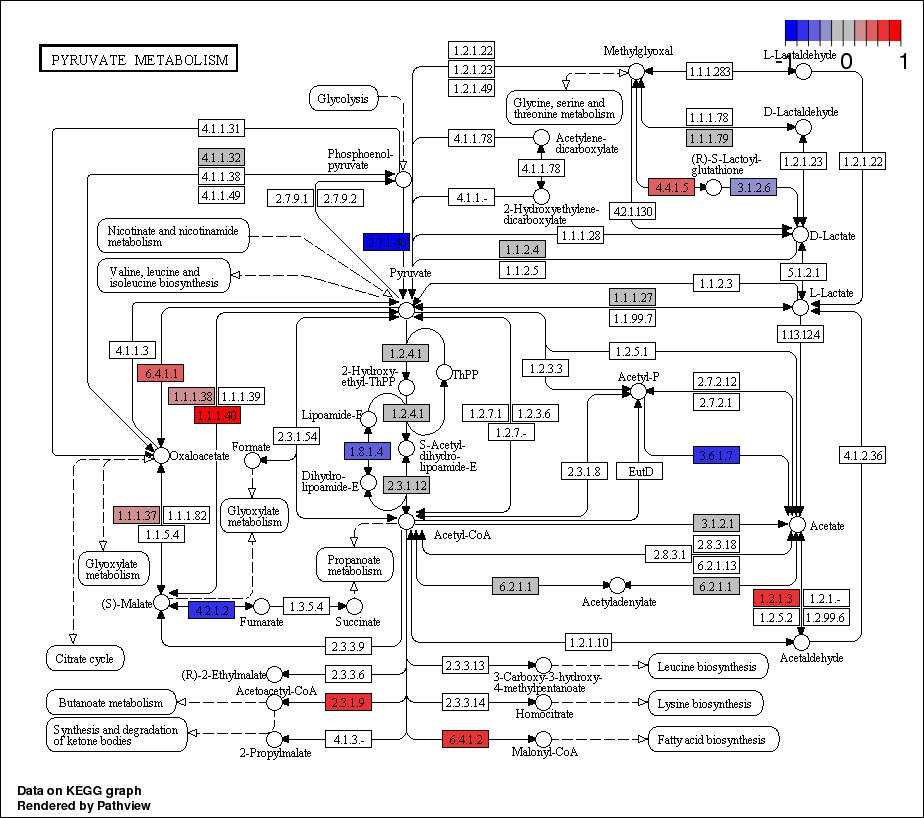 PYRUVATE METABOLISM
-1
0
1
1.2.1.22
1.2.1.23
1.2.1.49
Methylglyoxal
L-Lactaldehyde
1.1.1.283
Glycolysis
Glycine, serine and
threonine metabolism
1.1.1.78
1.1.1.79
D-Lactaldehyde
4.1.1.31
4.1.1.32
4.1.1.38
4.1.1.49
Phosphoenol-
pyruvate
4.1.1.78
Acetylene-
dicarboxylate
4.1.1.78
(R)-S-Lactoyl-
glutathione
1.2.1.23
1.2.1.22
4.4.1.5
3.1.2.6
2.7.9.1
2.7.9.2
4.1.1.-
2-Hydroxyethylene-
dicarboxylate
4.2.1.130
Nicotinate and nicotinamide
metabolism
2.7.1.40
1.1.1.28
D-Lactate
1.1.2.4
1.1.2.5
Valine, leucine and
isoleucine biosynthesis
Pyruvate
5.1.2.1
1.1.2.3
L-Lactate
1.1.1.27
1.1.99.7
1.13.12.4
4.1.1.3
1.2.4.1
1.2.5.1
6.4.1.1
2-Hydroxy-
ethyl-ThPP
ThPP
1.2.3.3
Acetyl-P
2.7.2.12
2.7.2.1
1.1.1.38
1.1.1.39
1.1.1.40
Lipoamide-E
1.2.4.1
1.2.7.1
1.2.3.6
1.2.7.-
2.3.1.54
Formate
Oxaloacetate
1.8.1.4
S-Acetyl-
dihydro-
lipoamide-E
3.6.1.7
4.1.2.36
Dihydro-
lipoamide-E
2.3.1.12
2.3.1.8
EutD
1.1.1.37
1.1.1.82
1.1.5.4
Glyoxylate
metabolism
Acetyl-CoA
3.1.2.1
Acetate
2.8.3.18
2.8.3.1
6.2.1.13
Glyoxylate
metabolism
Propanoate
metabolism
6.2.1.1
Acetyladenylate
6.2.1.1
(S)-Malate
4.2.1.2
Fumarate
1.3.5.4
Succinate
1.2.1.3
1.2.1.-
1.2.5.2
1.2.99.6
Citrate cycle
2.3.3.9
1.2.1.10
Acetaldehyde
(R)-2-Ethylmalate
2.3.3.6
2.3.3.13
3-Carboxy-3-hydroxy-
4-methylpentanoate
Leucine biosynthesis
Butanoate metabolism
Acetoacetyl-CoA
2.3.1.9
2.3.3.14
Homocitrate
Lysine biosynthesis
Synthesis and degradation
of ketone bodies
2-Propylmalate
4.1.3.-
6.4.1.2
Malonyl-CoA
Fatty acid biosynthesis
Data on KEGG graph
Rendered by Pathview